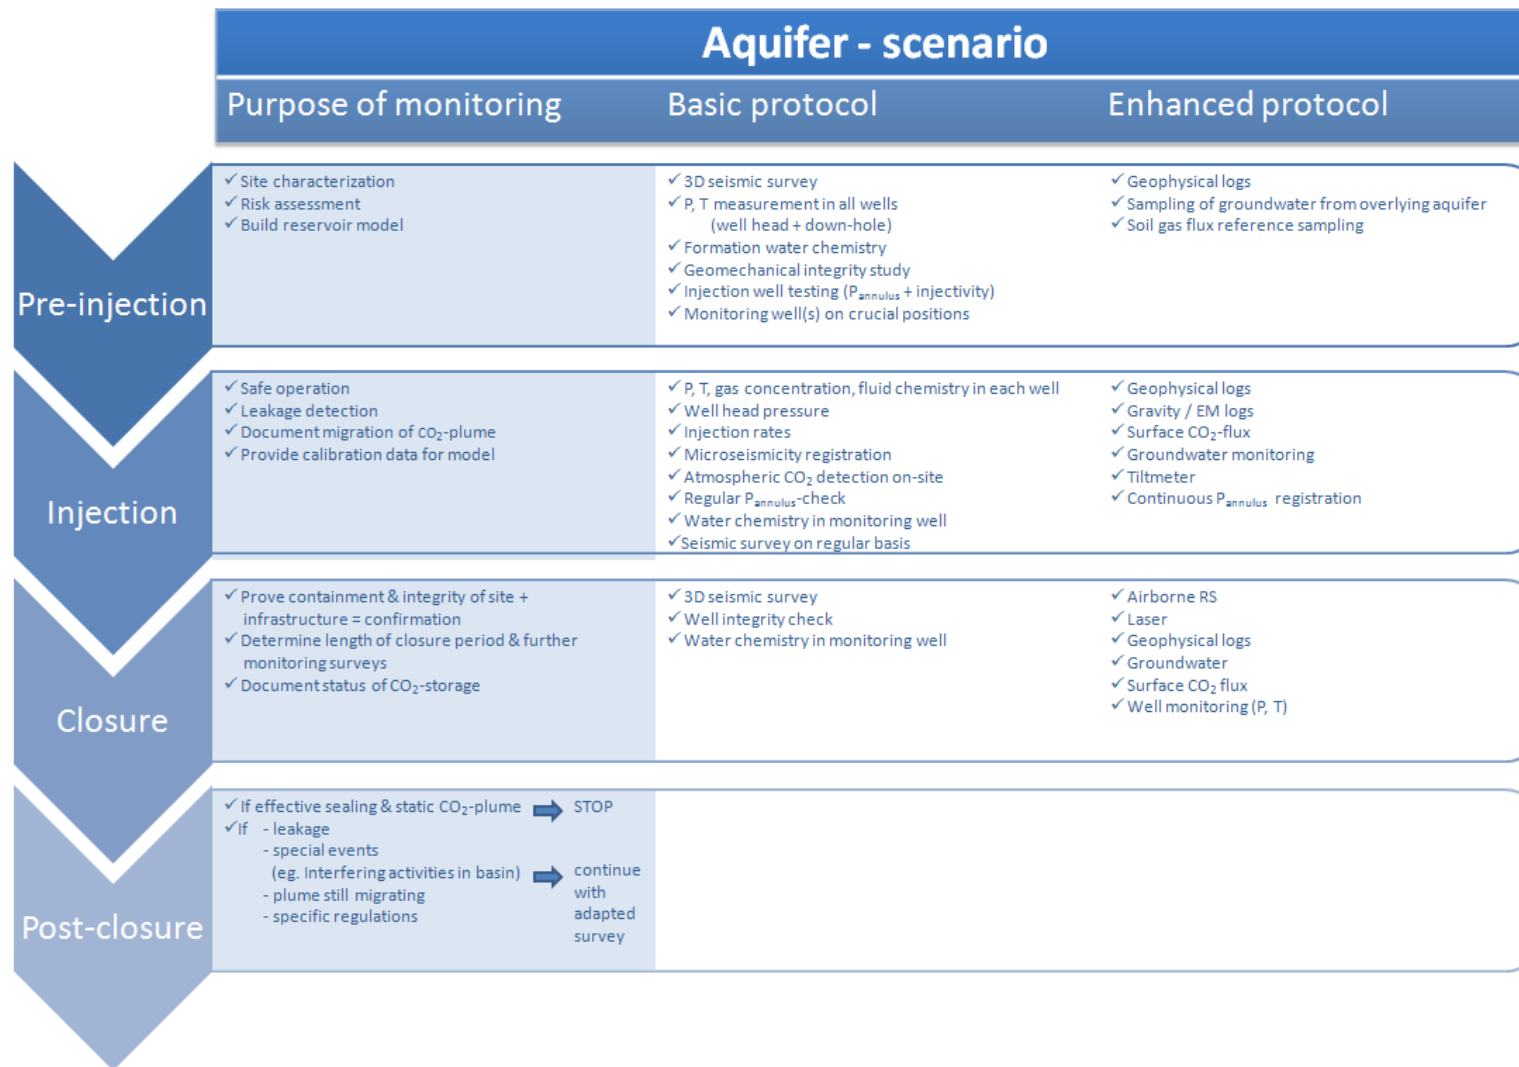 Aquifer - scenario
Purpose of monitoring
Basic protocol
Enhanced protocol
Pre-injection
✓ Site characterization
✓ Risk assessment
✓ Build reservoir model
✓ 3D seismic survey
✓ P, T measurement in all wells
(well head + down-hole)
✓ Formation water chemistry
✓ Geomechanical integrity study
✓ Injection well testing (Pannulus + injectivity)
✓ Monitoring well(s) on crucial positions
✓ Geophysical logs
✓ Sampling of groundwater from overlying aquifer
✓ Soil gas flux reference sampling
Injection
✓ Safe operation
✓ Leakage detection
✓ Document migration of CO₂-plume
✓ Provide calibration data for model
✓ P, T, gas concentration, fluid chemistry in each well
✓ Well head pressure
✓ Injection rates
✓ Microseismicity registration
✓ Atmospheric CO₂ detection on-site
✓ Regular Pannulus-check
✓ Water chemistry in monitoring well
✓ Seismic survey on regular basis
✓ Geophysical logs
✓ Gravity / EM logs
✓ Surface CO₂-flux
✓ Groundwater monitoring
✓ Tiltmeter
✓ Continuous Pannulus registration
Closure
✓ Prove containment & integrity of site +
infrastructure = confirmation
✓ Determine length of closure period & further
monitoring surveys
✓ Document status of CO₂-storage
✓ 3D seismic survey
✓ Well integrity check
✓ Water chemistry in monitoring well
✓ Airborne RS
✓ Laser
✓ Geophysical logs
✓ Groundwater
✓ Surface CO₂ flux
✓ Well monitoring (P, T)
Post-closure
✓ If effective sealing & static CO₂-plume
STOP
✓ If - leakage
- special events
(eg. Interfering activities in basin)
- plume still migrating
- specific regulations
continue
with
adapted
survey